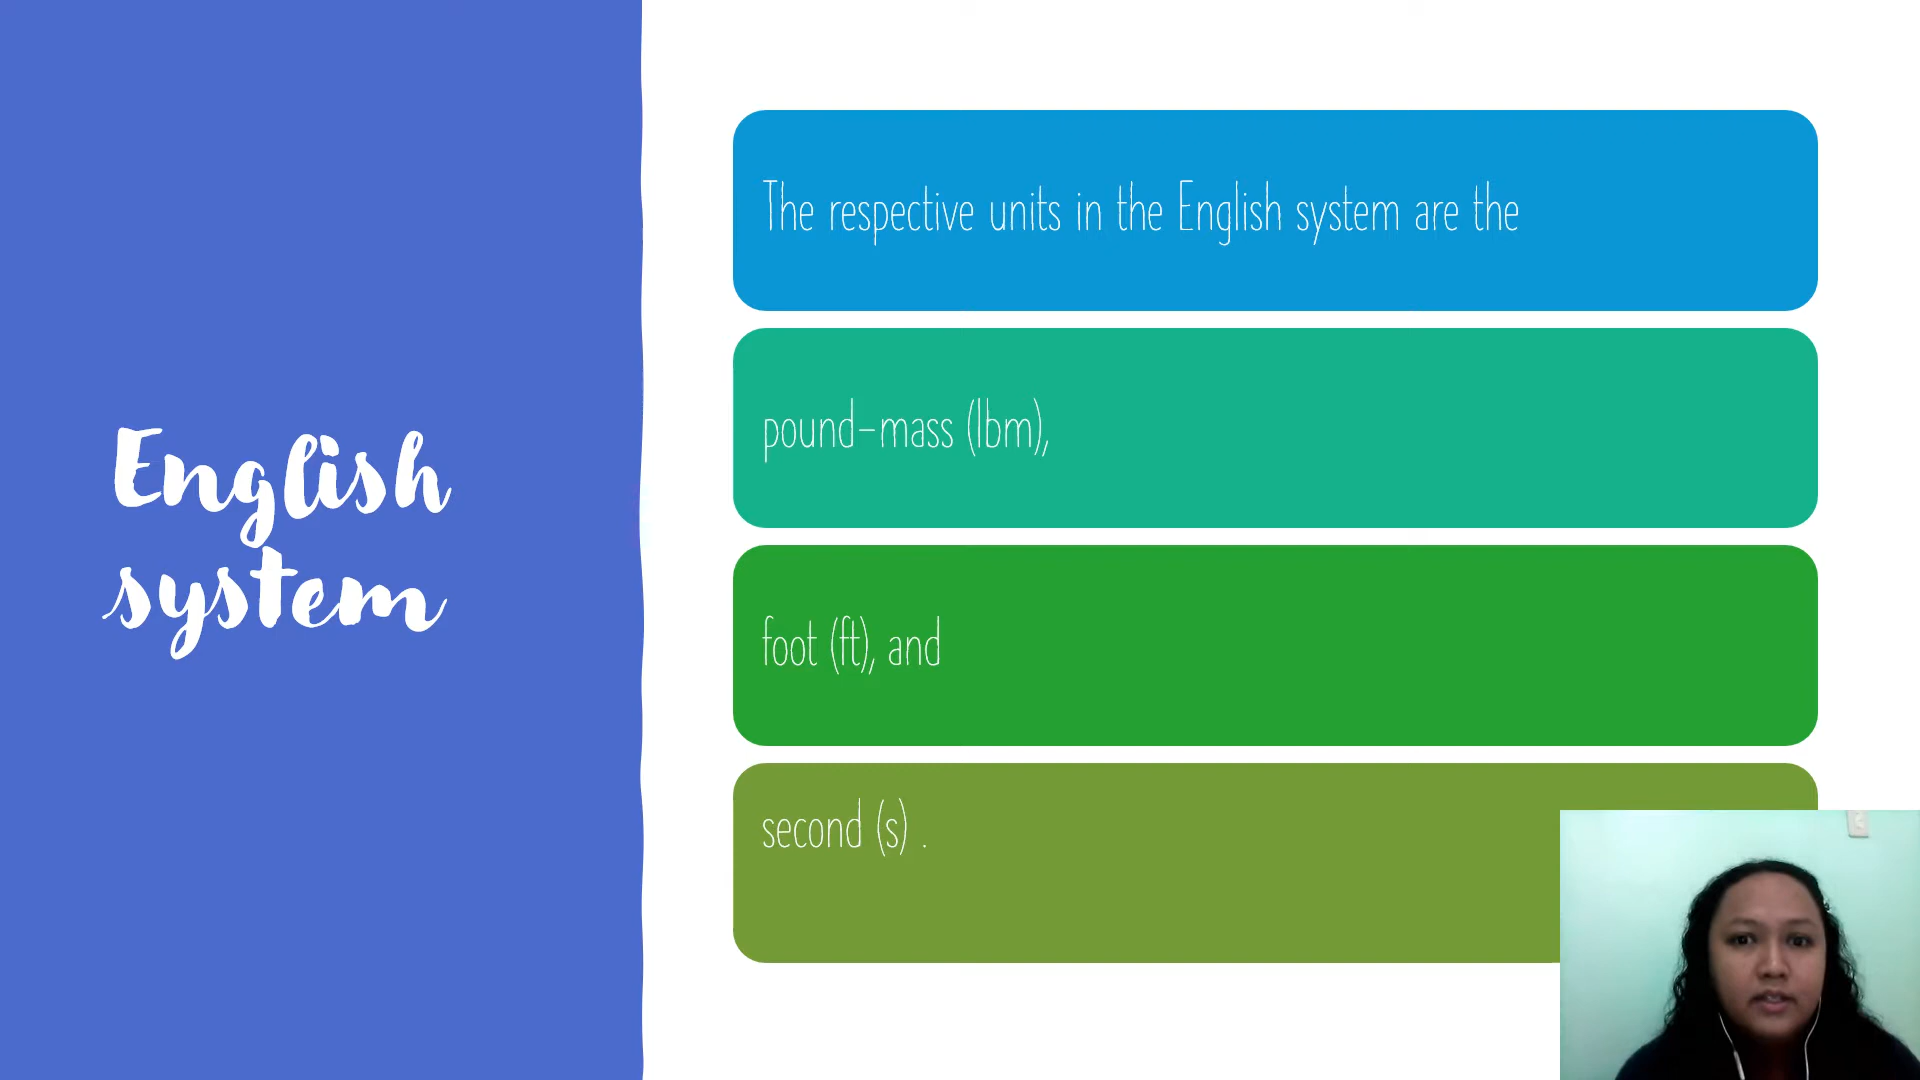 English
system
The respective units in the English system are the
pound-mass (lbm),
foot (ft), and
second (s) .